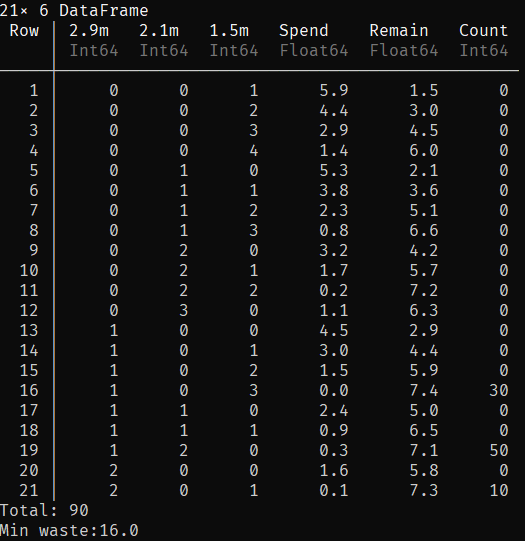 21× 6 DataFrame
Row 2.9m 2.1m 1.5m Spend Remain Count
Int64 Int64 Int64 Float64 Float64 Int64
1 0 0 1 5.9 1.5 0
2 0 0 2 4.4 3.0 0
3 0 0 3 2.9 4.5 0
4 0 0 4 1.4 6.0 0
5 0 1 0 5.3 2.1 0
6 0 1 1 3.8 3.6 0
7 0 1 2 2.3 5.1 0
8 0 1 3 0.8 6.6 0
9 0 2 0 3.2 4.2 0
10 0 2 1 1.7 5.7 0
11 0 2 2 0.2 7.2 0
12 0 3 0 1.1 6.3 0
13 1 0 0 4.5 2.9 0
14 1 0 1 3.0 4.4 0
15 1 0 2 1.5 5.9 0
16 1 0 3 0.0 7.4 30
17 1 1 0 2.4 5.0 0
18 1 1 1 0.9 6.5 0
19 1 2 0 0.3 7.1 50
20 2 0 0 1.6 5.8 0
21 2 0 1 0.1 7.3 10
Total: 90
Min waste:16.0